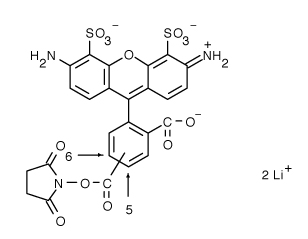 SO3− SO3−
H2N O +NH2
C−O−
O
O 6
2 Li+
N−O−C
O O 5